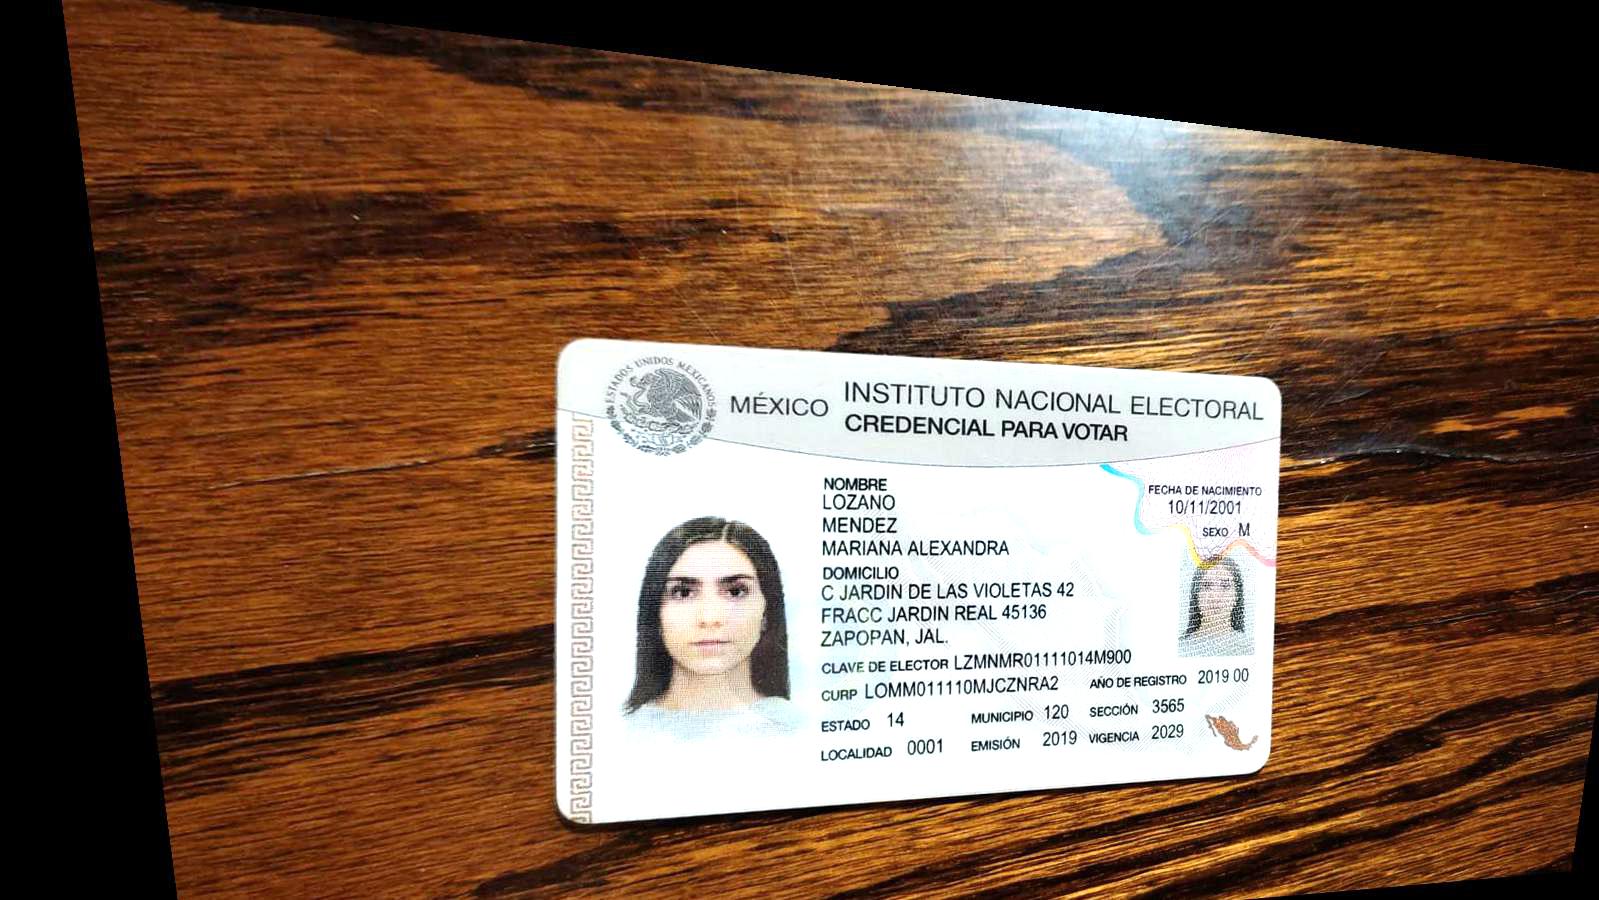 ESTADOS UNIDOS MEXICANOS
MÉXICO INSTITUTO NACIONAL ELECTORAL
CREDENCIAL PARA VOTAR
NOMBRE
LOZANO
MENDEZ
MARIANA ALEXANDRA
FECHA DE NACIMIENTO
10/11/2001
SEXO M
DOMICILIO
C JARDIN DE LAS VIOLETAS 42
FRACC JARDIN REAL 45136
ZAPOPAN, JAL.
CLAVE DE ELECTOR LZMNMR01111014M900
CURP LOMM011110MJCZNRA2 AÑO DE REGISTRO 2019 00
ESTADO 14 MUNICIPIO 120 SECCIÓN 3565
LOCALIDAD 0001 EMISIÓN 2019 VIGENCIA 2029